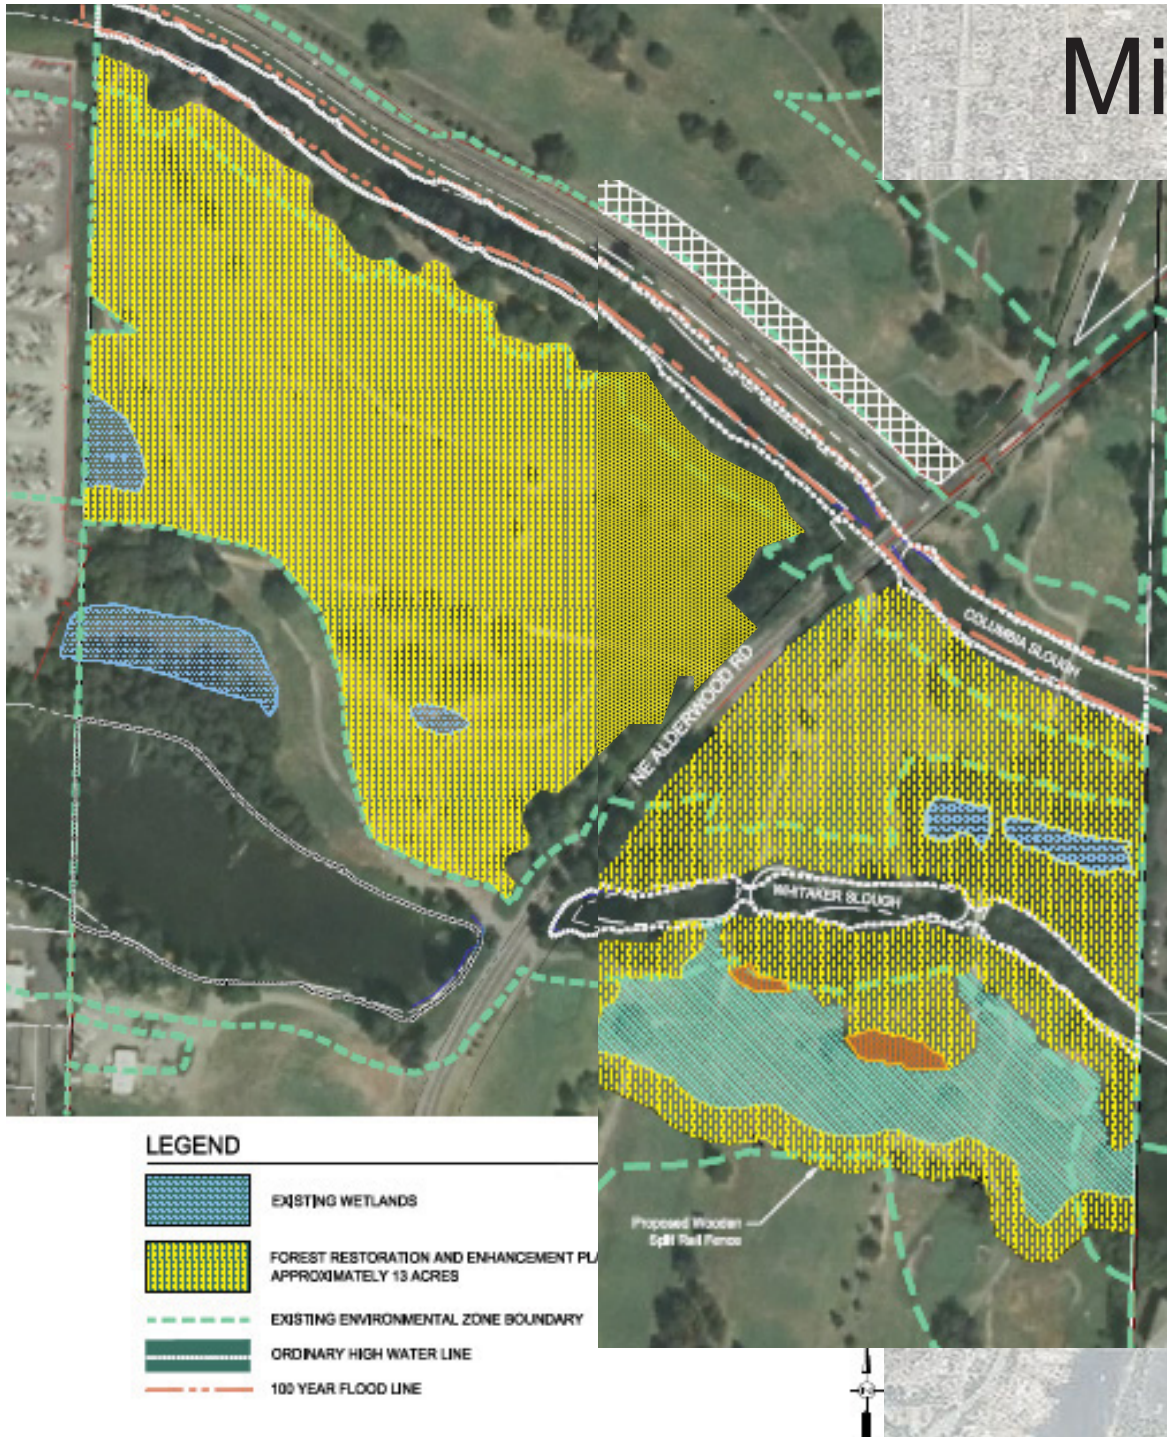 Mi
COLUMBIA SLOUGH
NE ALDERWOOD RD
WHITAKER SLOUGH
Proposed Wooden
Split Rail Fence
LEGEND
EXISTING WETLANDS
FOREST RESTORATION AND ENHANCEMENT PLA
APPROXIMATELY 13 ACRES
EXISTING ENVIRONMENTAL ZONE BOUNDARY
ORDINARY HIGH WATER LINE
100 YEAR FLOOD LINE